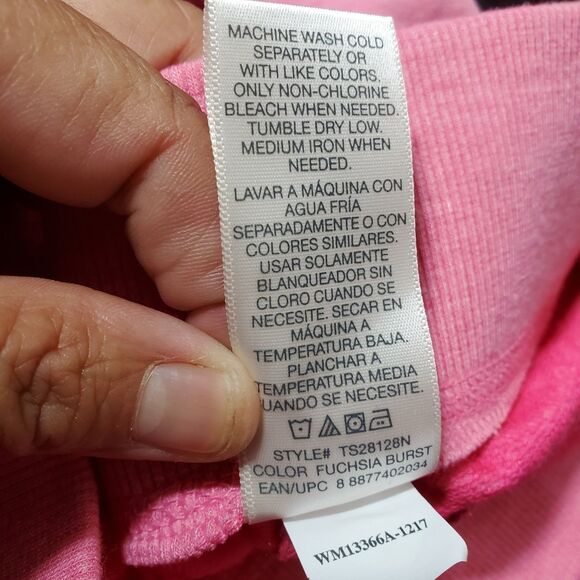 MACHINE WASH COLD
SEPARATELY OR
WITH LIKE COLORS.
ONLY NON-CHLORINE
BLEACH WHEN NEEDED.
TUMBLE DRY LOW.
MEDIUM IRON WHEN
NEEDED.
LAVAR A MÁQUINA CON
AGUA FRÍA
SEPARADAMENTE O CON
COLORES SIMILARES.
USAR SOLAMENTE
BLANQUEADOR SIN
CLORO CUANDO SE
NECESITE. SECAR EN
MÁQUINA A
TEMPERATURA BAJA.
PLANCHAR A
TEMPERATURA MEDIA
CUANDO SE NECESITE.
STYLE# TS28128N
COLOR FUCHSIA BURST
EAN/UPC 8 8877402034
WM13366A-1217